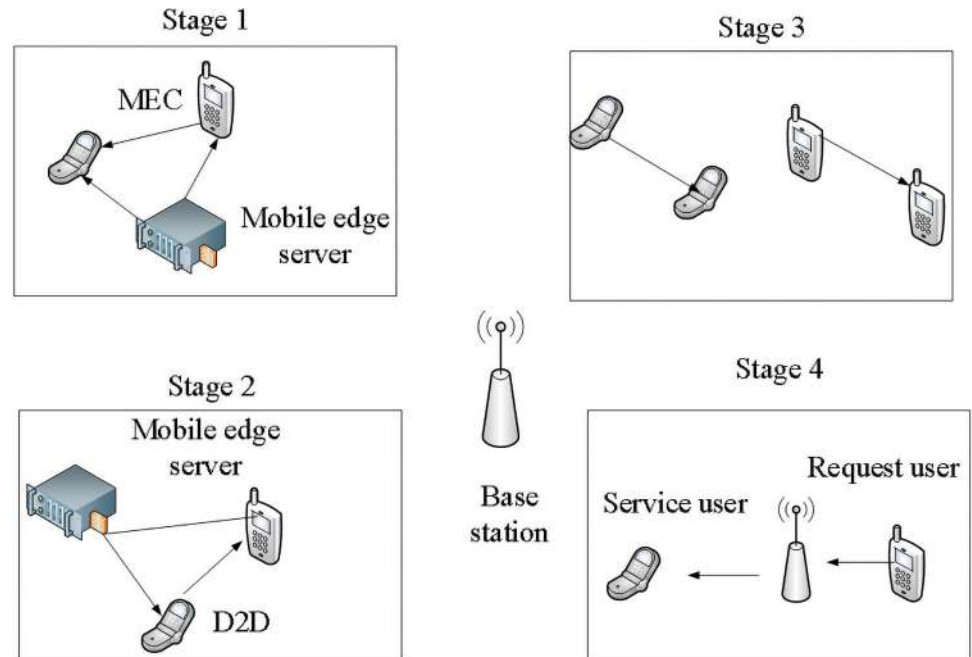 Stage 1
MEC
Mobile edge
server
Stage 3
Stage 2
Mobile edge
server
D2D
Base
station
Stage 4
Request user
Service user